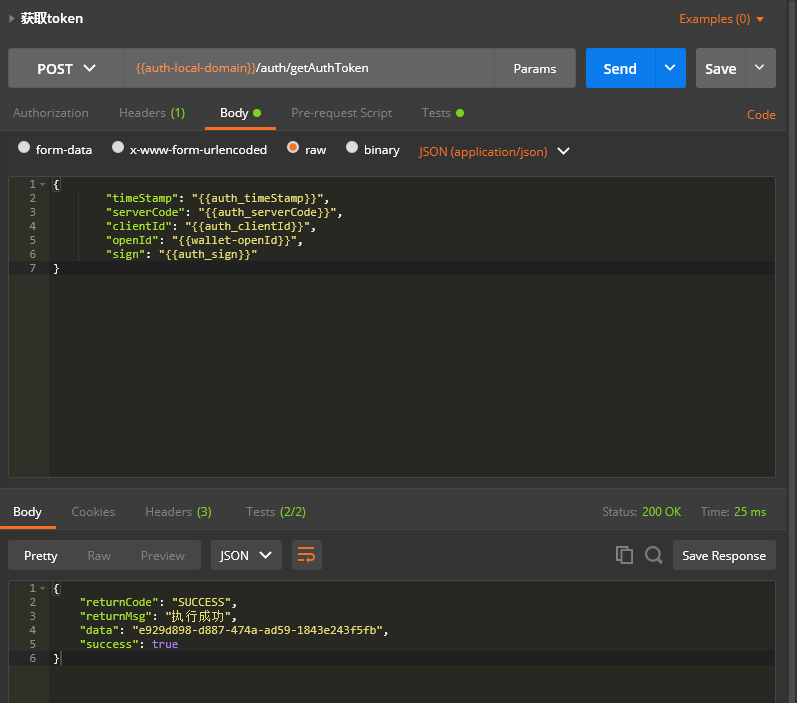 获取token
Examples (0)
POST {{auth-local-domain}}/auth/getAuthToken Params Send Save
Authorization Headers (1) Body Pre-request Script Tests Code
form-data x-www-form-urlencoded raw binary JSON (application/json)
1 {
2 "timeStamp": "{{auth_timeStamp}}",
3 "serverCode": "{{auth_serverCode}}",
4 "clientId": "{{auth_clientId}}",
5 "openId": "{{wallet-openId}}",
6 "sign": "{{auth_sign}}"
7 }
Body Cookies Headers (3) Tests (2/2) Status: 200 OK Time: 25 ms
Pretty Raw Preview JSON Save Response
1 {
2 "returnCode": "SUCCESS",
3 "returnMsg": "执行成功",
4 "data": "e929d898-d887-474a-ad59-1843e243f5fb",
5 "success": true
6 }